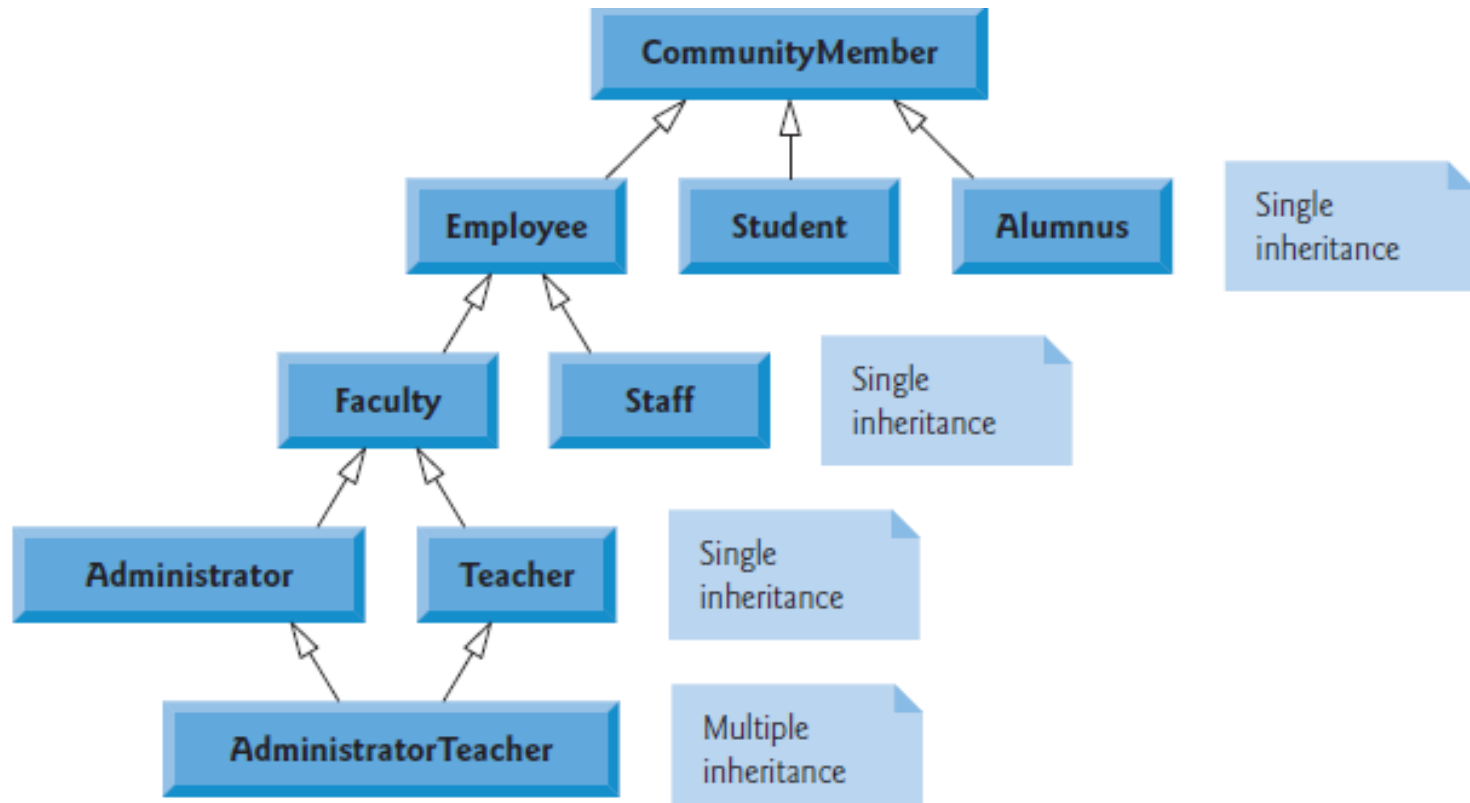 CommunityMember
Employee
Student
Alumnus
Single
inheritance
Faculty
Staff
Single
inheritance
Administrator
Teacher
Single
inheritance
AdministratorTeacher
Multiple
inheritance